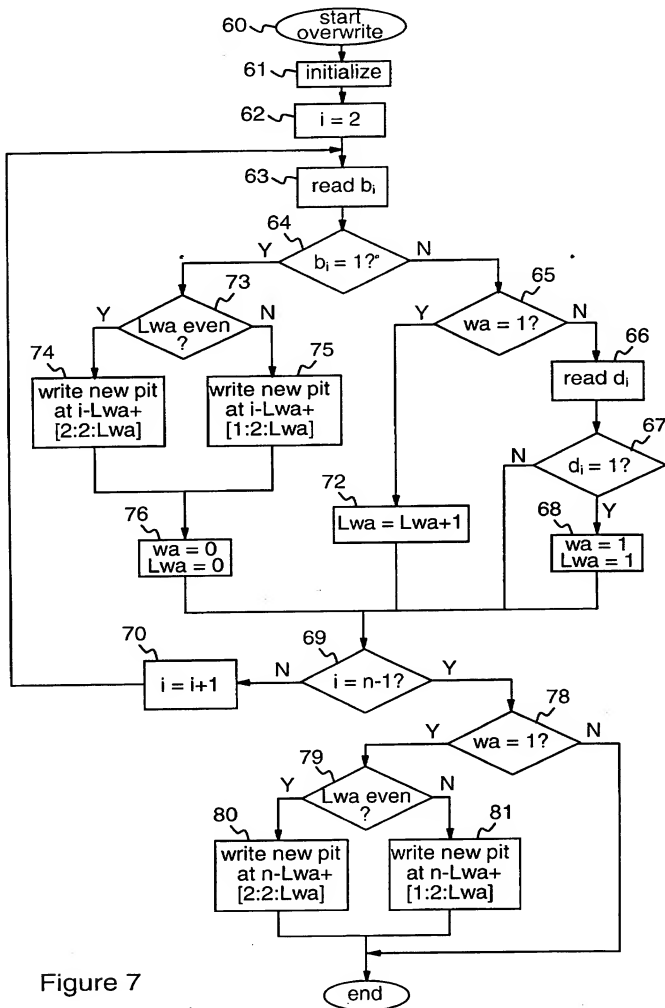 60
start
overwrite
61
initialize
62
i = 2
63
read bi
64
Y
bi = 1?
N
73
65
Y
Lwa even
?
N
Y
wa = 1?
N
66
74
75
read di
write new pit
at i-Lwa+
[2:2:Lwa]
write new pit
at i-Lwa+
[1:2:Lwa]
67
N
di = 1?
Y
72
Lwa = Lwa+1
68
wa = 1
Lwa = 1
76
wa = 0
Lwa = 0
70
69
i = i+1
N
i = n-1?
Y
78
Y
wa = 1?
N
79
Y
Lwa even
?
N
80
81
write new pit
at n-Lwa+
[2:2:Lwa]
write new pit
at n-Lwa+
[1:2:Lwa]
Figure 7
end